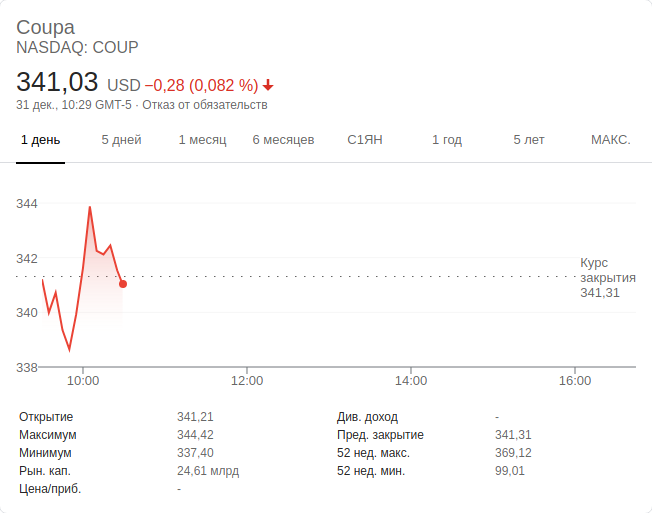 Coupa
NASDAQ: COUP
341,03 USD −0,28 (0,082 %)
31 дек., 10:29 GMT-5 · Отказ от обязательств
1 день 5 дней 1 месяц 6 месяцев С1ЯН 1 год 5 лет МАКС.
344
342
Курс
закрытия
341,31
340
338
10:00 12:00 14:00 16:00
Открытие 341,21 Див. доход -
Максимум 344,42 Пред. закрытие 341,31
Минимум 337,40 52 нед. макс. 369,12
Рын. кап. 24,61 млрд 52 нед. мин. 99,01
Цена/приб. -